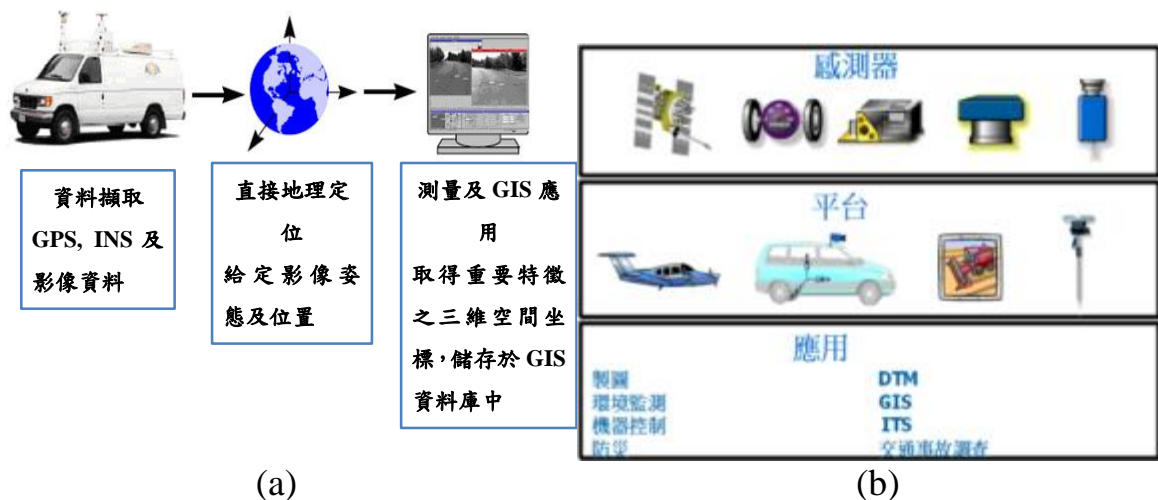 資料擷取
GPS, INS 及
影像資料
直接地理定
位
給定影像姿
態及位置
測量及 GIS 應
用
取得重要特徵
之三維空間坐
標，儲存於 GIS
資料庫中
(a)
感測器
平台
應用
製圖
環境監測
機器控制
防災
DTM
GIS
ITS
交通事故調查
(b)